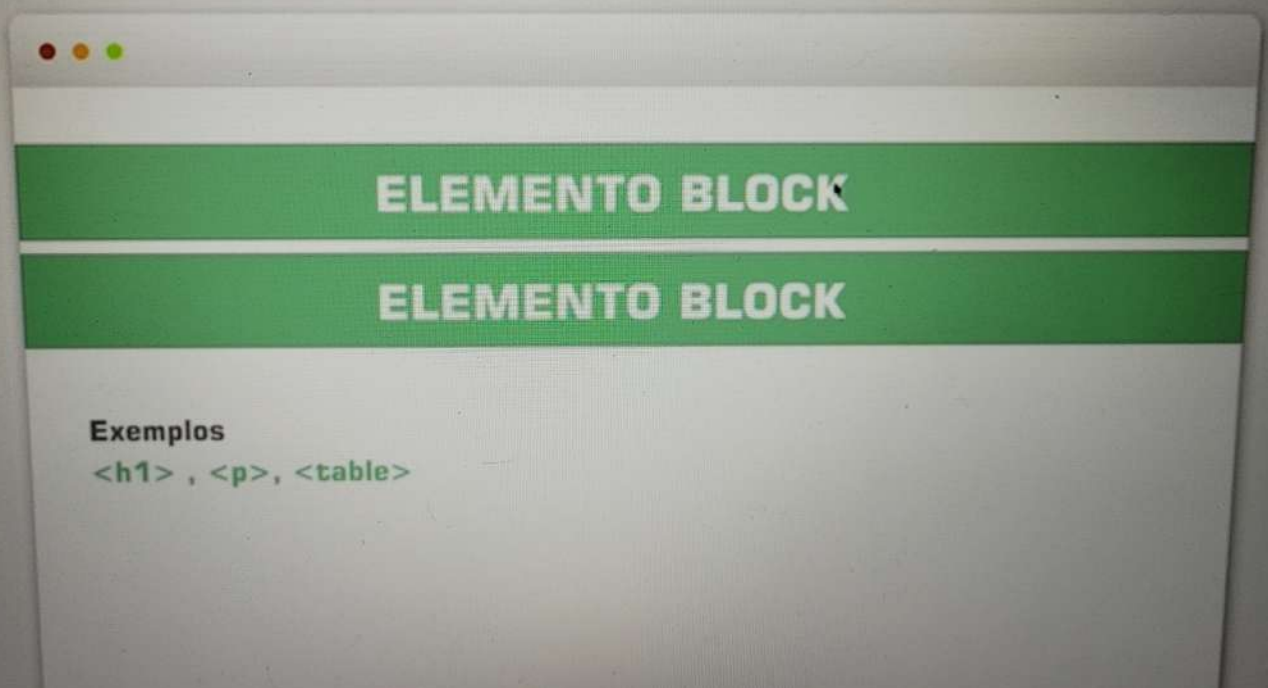 ELEMENTO BLOCK
ELEMENTO BLOCK
Exemplos
<h1> , <p>, <table>